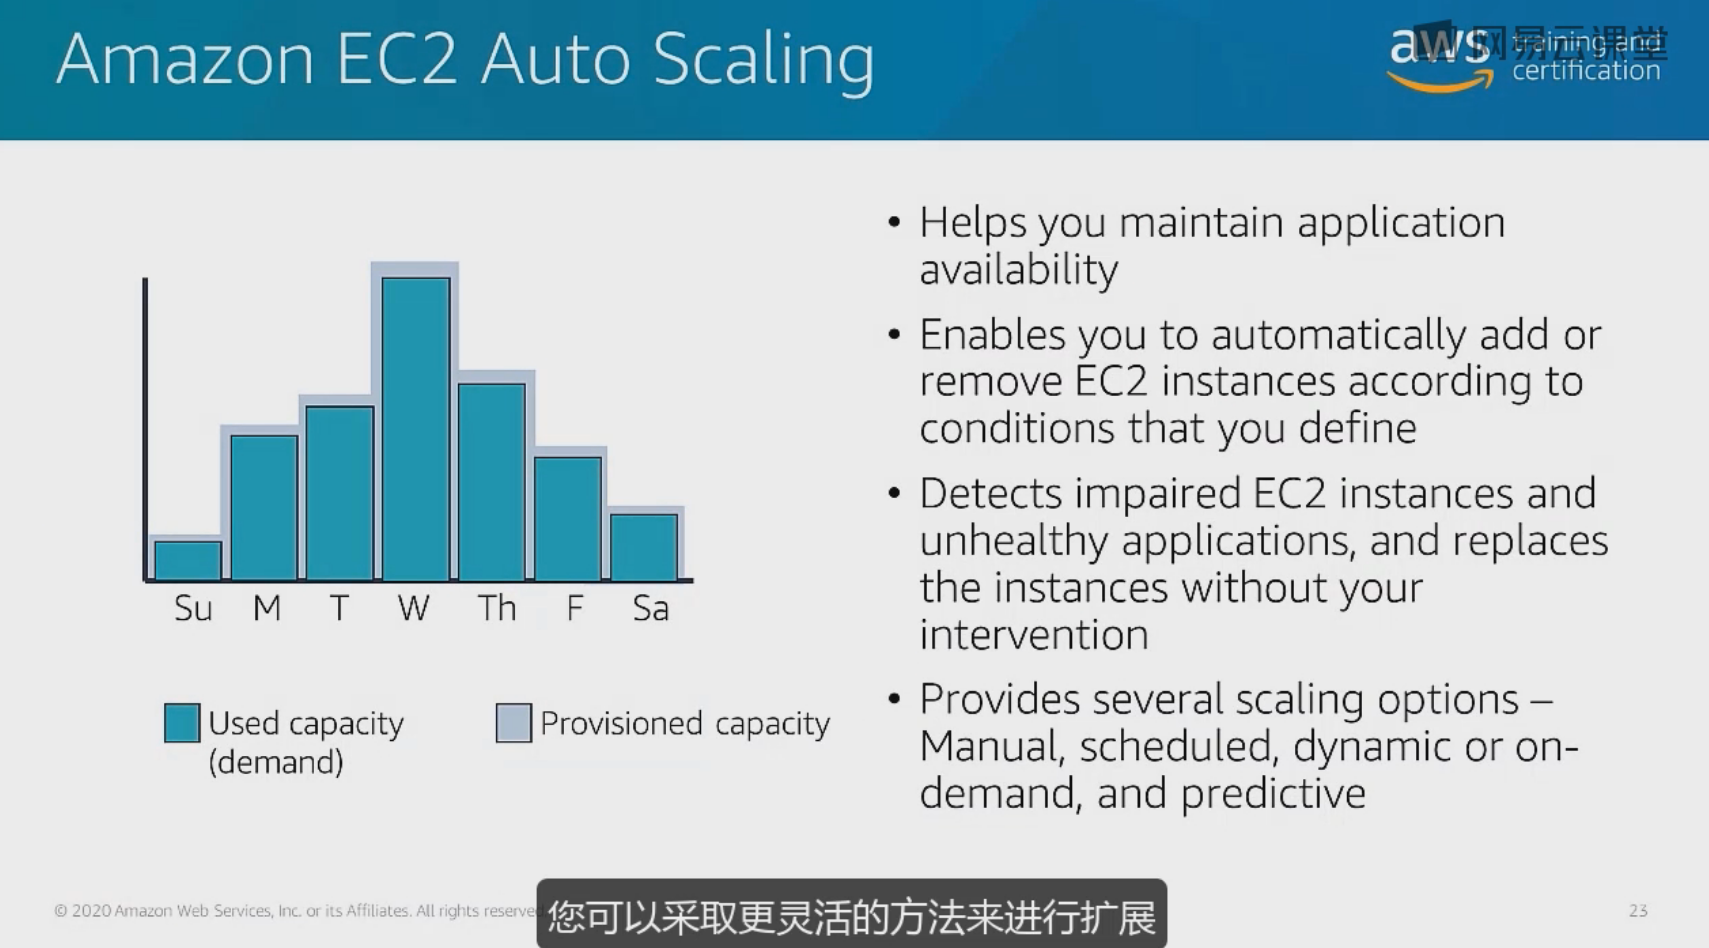 Amazon EC2 Auto Scaling
aws
training and
certification
网易云课堂
• Helps you maintain application
availability
• Enables you to automatically add or
remove EC2 instances according to
conditions that you define
• Detects impaired EC2 instances and
unhealthy applications, and replaces
the instances without your
intervention
• Provides several scaling options –
Manual, scheduled, dynamic or on-
demand, and predictive
Su M T W Th F Sa
Used capacity
(demand)
Provisioned capacity
© 2020 Amazon Web Services, Inc. or its Affiliates. All rights reserved
您可以采取更灵活的方法来进行扩展
23